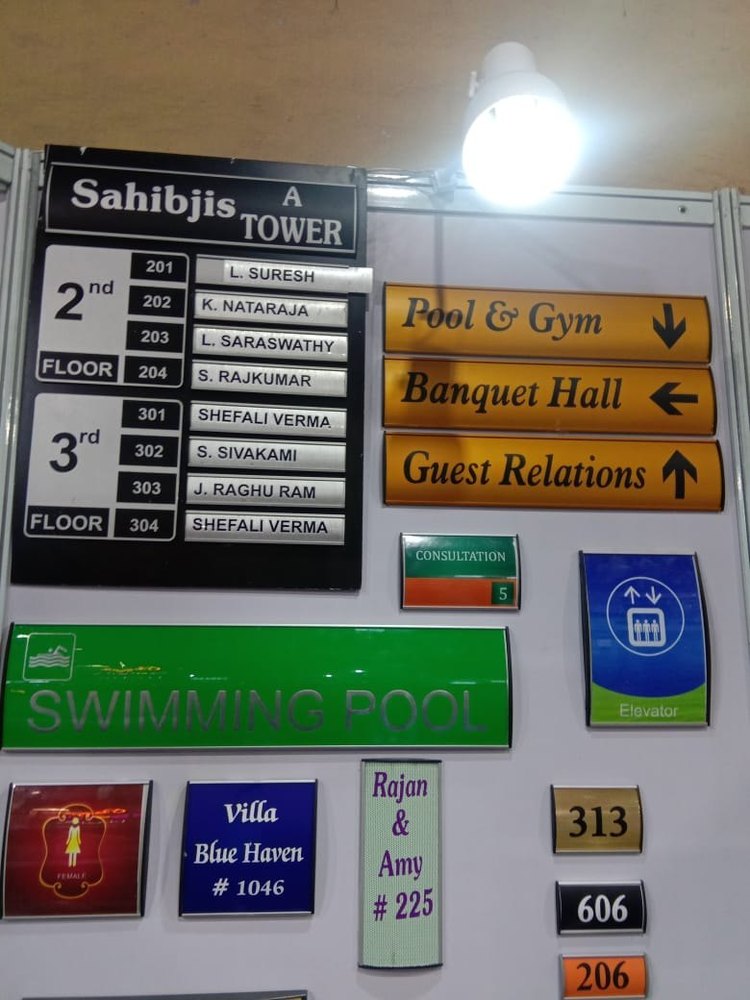 Sahibjis A TOWER
2nd FLOOR
201 L. SURESH
202 K. NATARAJA
203 L. SARASWATHY
204 S. RAJKUMAR
3rd FLOOR
301 SHEFALI VERMA
302 S. SIVAKAMI
303 J. RAGHU RAM
304 SHEFALI VERMA
Pool & Gym ↓
Banquet Hall ←
Guest Relations ↑
CONSULTATION
5
Elevator
SWIMMING POOL
FEMALE
Villa
Blue Haven
# 1046
Rajan
&
Amy
# 225
313
606
206